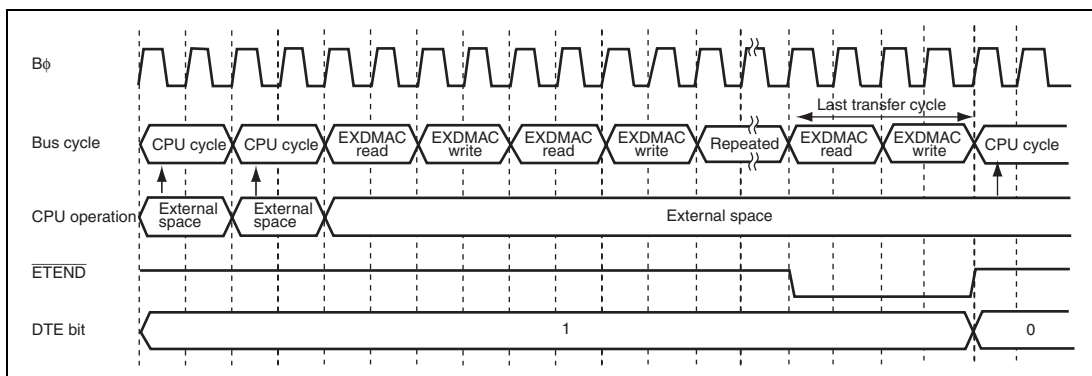 Bϕ
Last transfer cycle
Bus cycle
CPU cycle
CPU cycle
EXDMAC
read
EXDMAC
write
EXDMAC
read
EXDMAC
write
Repeated
EXDMAC
read
EXDMAC
write
CPU cycle
CPU operation
External
space
External
space
External space
ETEND
DTE bit
1
0